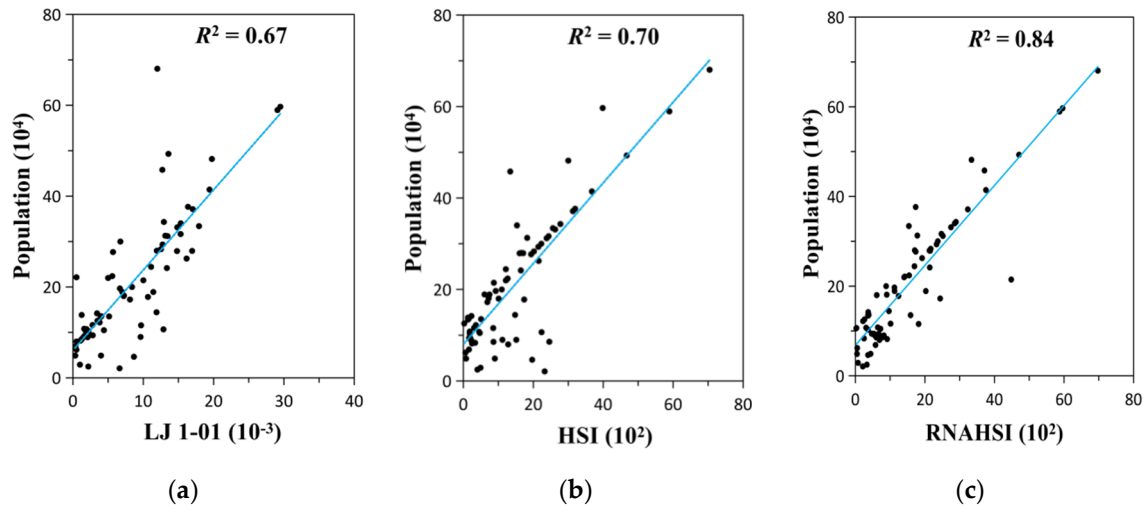 R² = 0.67
80
60
40
20
0
Population (10⁴)
0
10
20
30
40
LJ 1-01 (10⁻³)
(a)
R² = 0.70
80
60
40
20
0
Population (10⁴)
0
20
40
60
80
HSI (10²)
(b)
R² = 0.84
80
60
40
20
0
Population (10⁴)
0
20
40
60
80
RNAHSI (10²)
(c)